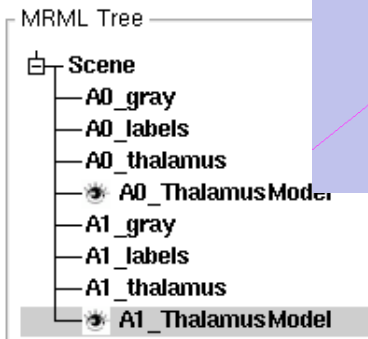 MRML Tree
Scene
A0_gray
A0_labels
A0_thalamus
A0_ThalamusModel
A1_gray
A1_labels
A1_thalamus
A1_ThalamusModel